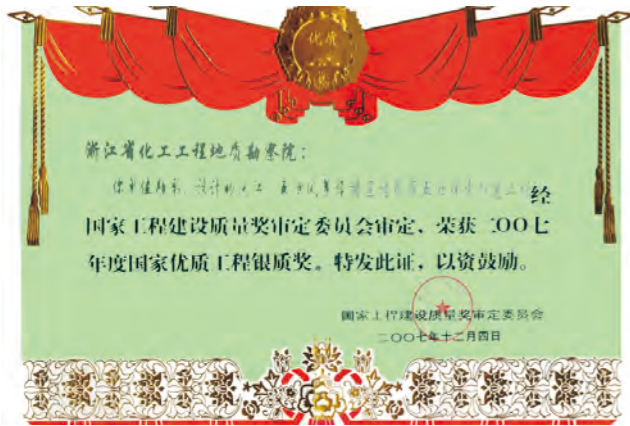 优质
浙江省化工工程地质勘察院：
你单位勘察、设计的
经
国家工程建设质量奖审定委员会审定，荣获二〇〇七
年度国家优质工程银质奖。特发此证，以资鼓励。
国家工程建设质量奖审定委员会
二〇〇七年十二月四日